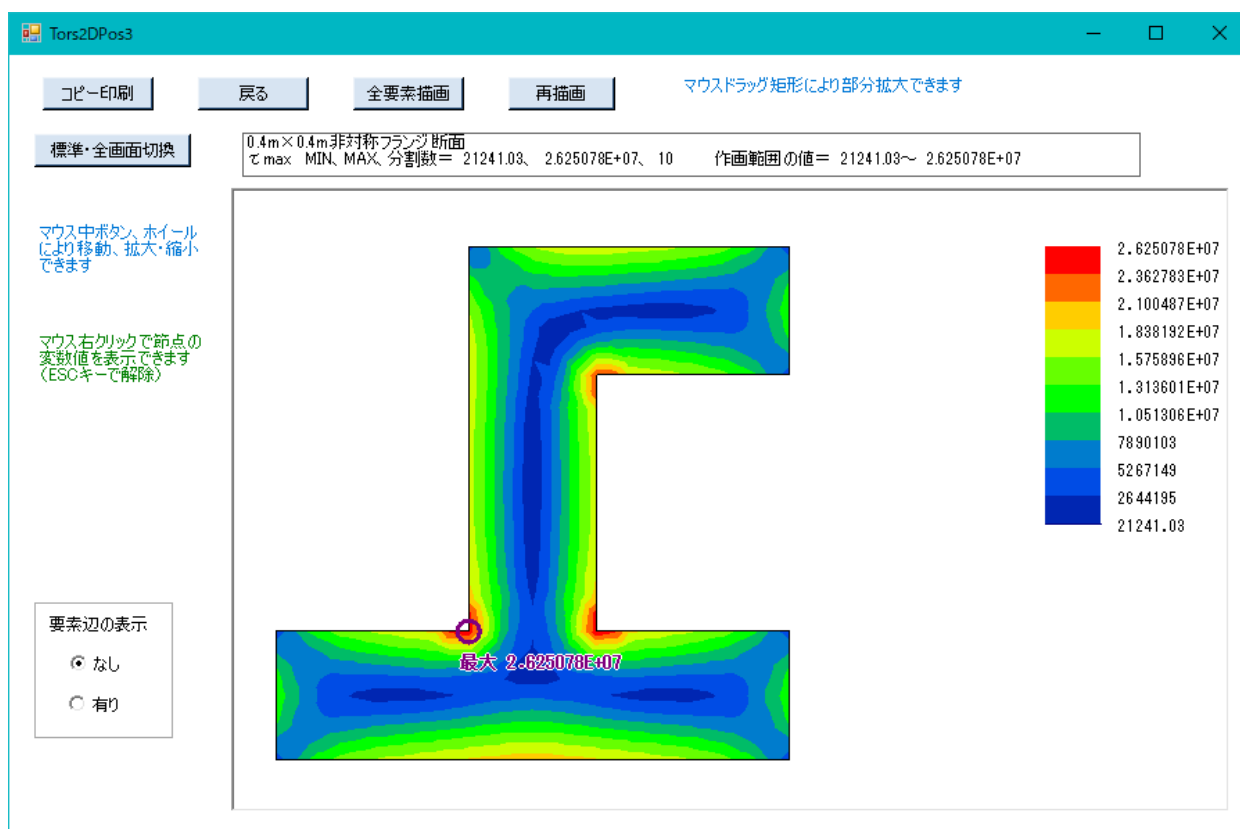 Tors2DPos3
コピー印刷
戻る
全要素描画
再描画
マウスドラッグ矩形により部分拡大できます
標準・全画面切換
0.4m×0.4m非対称フランジ断面
τmax MIN、MAX、分割数＝ 21241.03、 2.625078E+07、 10 作画範囲の値＝ 21241.03～ 2.625078E+07
マウス中ボタン、ホイール
により移動、拡大・縮小
できます
マウス右クリックで節点の
変数値を表示できます
（ESCキーで解除）
2.625078E+07
2.362783E+07
2.100487E+07
1.838192E+07
1.575896E+07
1.313601E+07
1.051306E+07
7890103
5267149
2644195
21241.03
最大 2.625078E+07
要素辺の表示
なし
有り